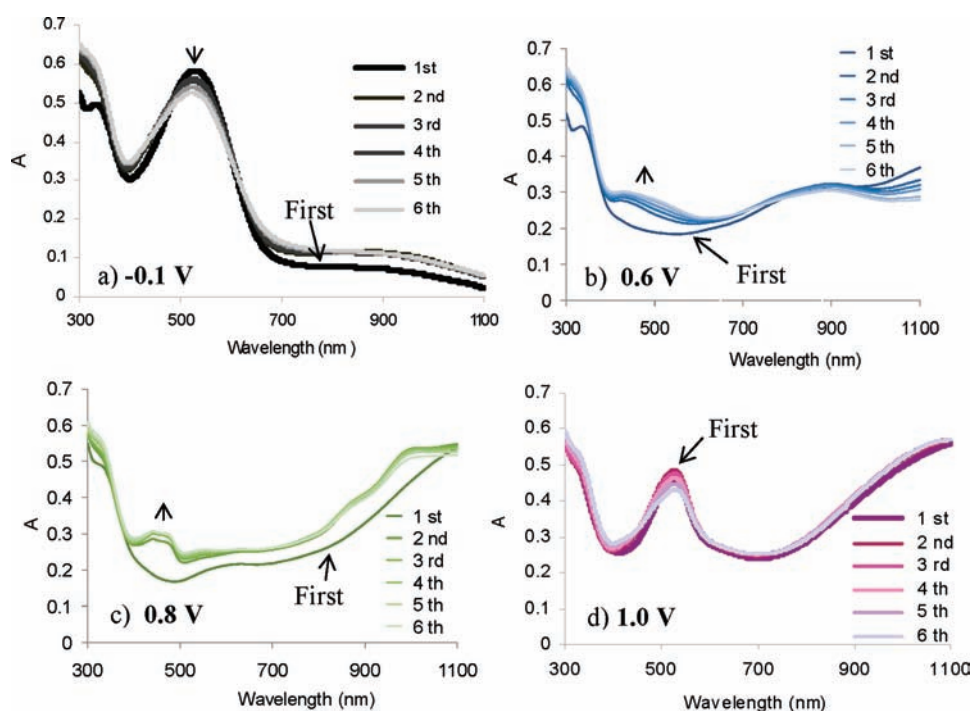 0.7
0.6
0.5
0.4
0.3
0.2
0.1
0
A
1st
2 nd
3 rd
4 th
5 th
6 th
First
a) -0.1 V
300 500 700 900 1100
Wavelength (nm )
0.7
0.6
0.5
0.4
0.3
0.2
0.1
0
A
1 st
2 nd
3 rd
4 th
5 th
6 th
First
b) 0.6 V
300 500 700 900 1100
Wavelength (nm)
0.7
0.6
0.5
0.4
0.3
0.2
0.1
0
A
1 st
2 nd
3 rd
4 th
5 th
6 th
First
c) 0.8 V
300 500 700 900 1100
Wavelength (nm)
0.7
0.6
0.5
0.4
0.3
0.2
0.1
0
A
First
1 st
2 nd
3 rd
4 th
5 th
6 th
d) 1.0 V
300 500 700 900 1100
Wavelength (nm)